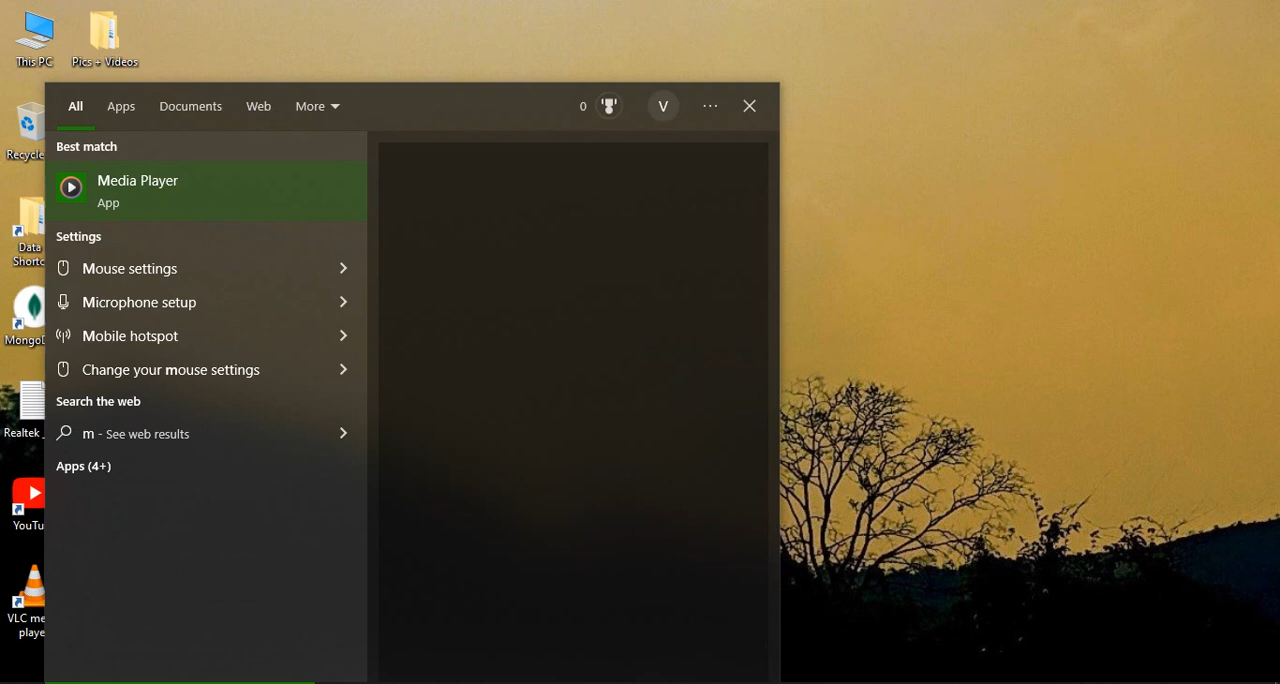 This PC
Pics + Videos
All Apps Documents Web More 0 V
Recycle
Best match
Media Player
App
Settings
Data
Shortc
Mouse settings
Microphone setup
Mobile hotspot
MongoD
Change your mouse settings
Search the web
Realtek
m - See web results
Apps (4+)
YouTu
VLC me
playe